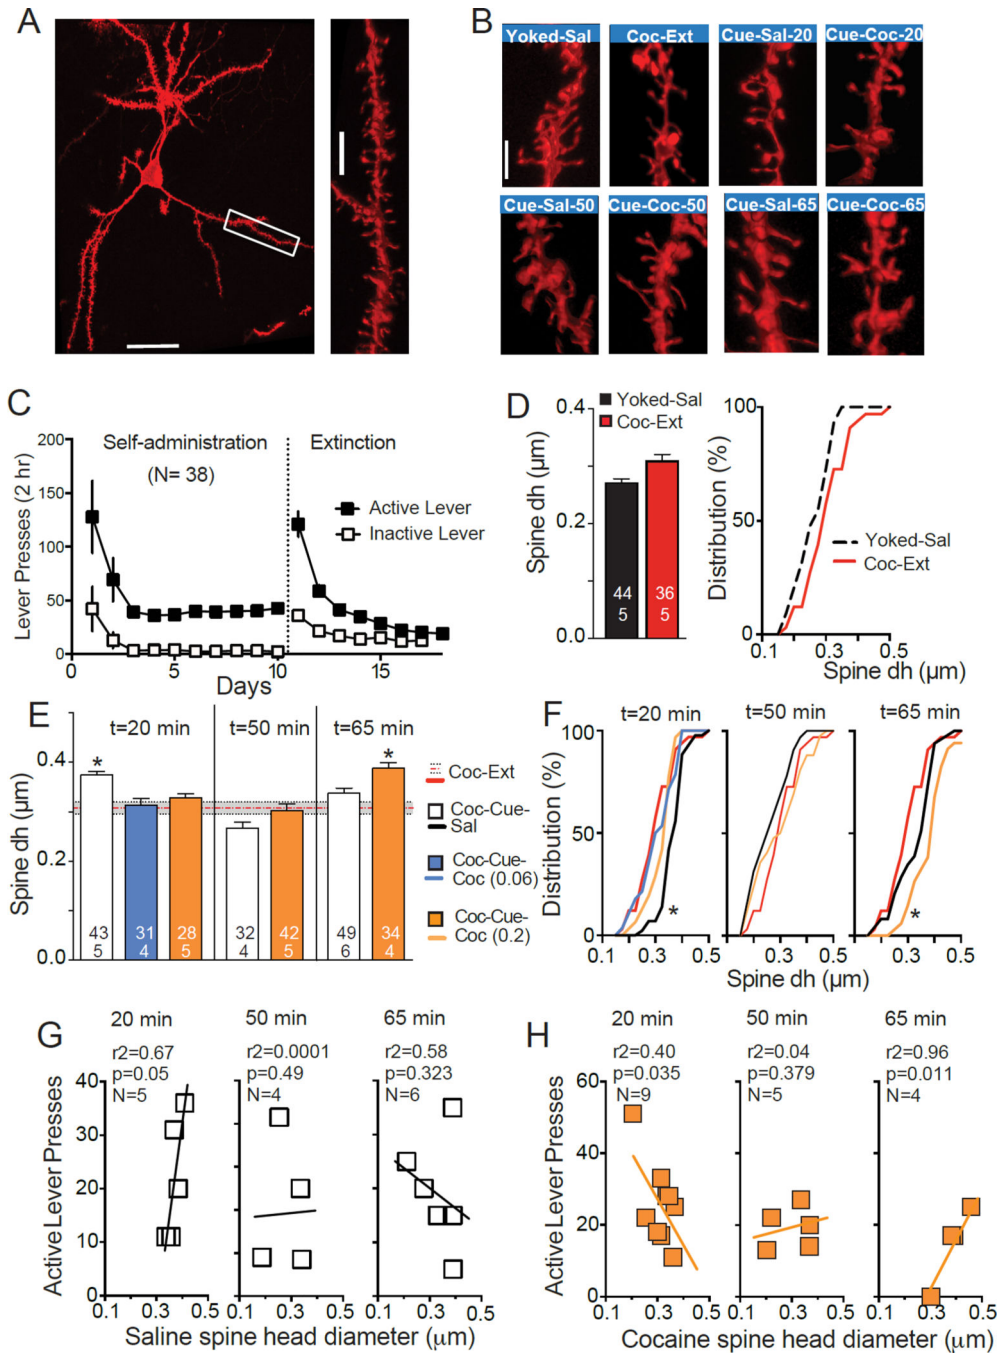 A
B
Yoked-Sal
Coc-Ext
Cue-Sal-20
Cue-Coc-20
Cue-Sal-50
Cue-Coc-50
Cue-Sal-65
Cue-Coc-65
C
Lever Presses (2 hr)
200
150
100
50
0
Self-administration
(N= 38)
Extinction
Active Lever
Inactive Lever
0
5
10
15
Days
D
Yoked-Sal
Coc-Ext
Spine dh (µm)
0.4
0.2
0.0
44
5
36
5
Distribution (%)
100
50
0
Yoked-Sal
Coc-Ext
0.1
0.3
0.5
Spine dh (µm)
E
Spine dh (µm)
0.4
0.2
0.0
t=20 min
t=50 min
t=65 min
*
*
43
5
31
4
28
5
32
4
42
5
49
6
34
4
Coc-Ext
Coc-Cue-
Sal
Coc-Cue-
Coc (0.06)
Coc-Cue-
Coc (0.2)
F
Distribution (%)
100
50
0
t=20 min
t=50 min
t=65 min
*
*
0.1
0.3
0.5
0.1
0.3
0.5
0.1
0.3
0.5
Spine dh (µm)
G
Active Lever Presses
40
30
20
10
0
20 min
r2=0.67
p=0.05
N=5
50 min
r2=0.0001
p=0.49
N=4
65 min
r2=0.58
p=0.323
N=6
0.1
0.3
0.5
0.1
0.3
0.5
0.1
0.3
0.5
Saline spine head diameter (µm)
H
Active Lever Presses
60
40
20
0
20 min
r2=0.40
p=0.035
N=9
50 min
r2=0.04
p=0.379
N=5
65 min
r2=0.96
p=0.011
N=4
0.1
0.3
0.5
0.1
0.3
0.5
0.1
0.3
0.5
Cocaine spine head diameter (µm)